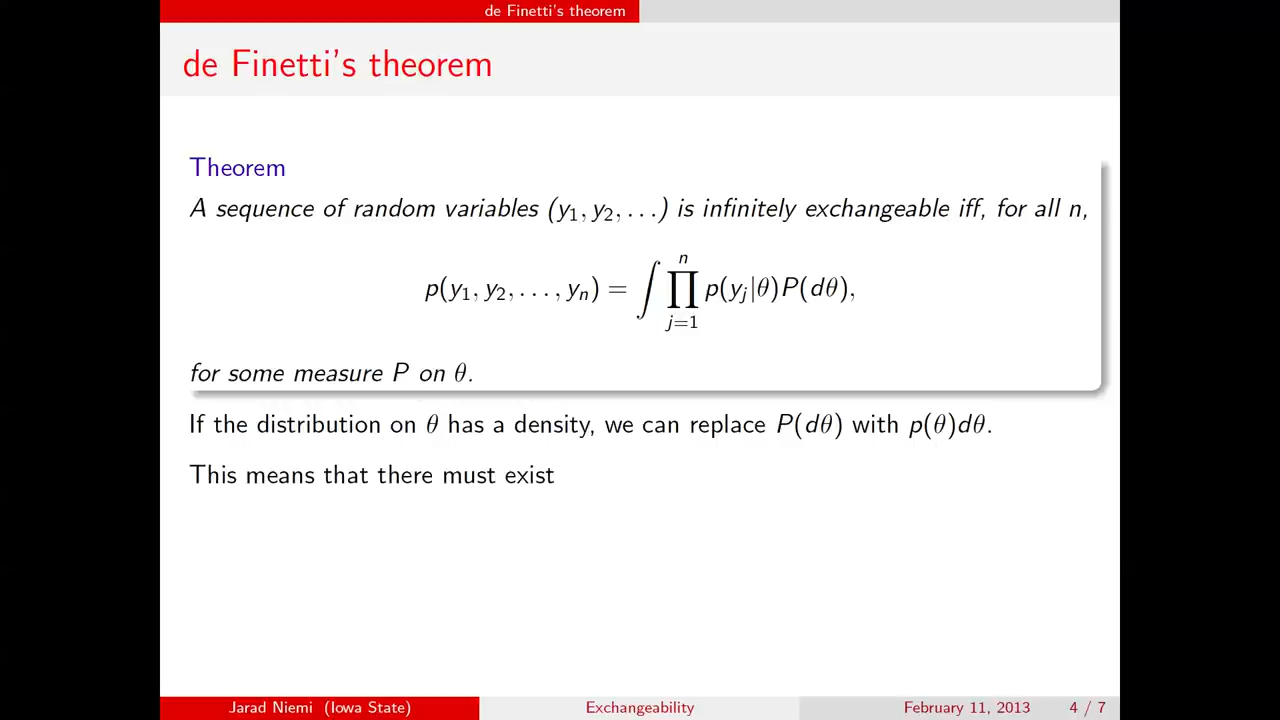 de Finetti's theorem
de Finetti's theorem
Theorem
A sequence of random variables (y₁, y₂, . . .) is infinitely exchangeable iff, for all n,
p(y₁, y₂, . . . , yₙ) = ∫ ∏ⱼ₌₁ⁿ p(yⱼ|θ)P(dθ),
for some measure P on θ.
If the distribution on θ has a density, we can replace P(dθ) with p(θ)dθ.
This means that there must exist
Jarad Niemi (Iowa State) Exchangeability February 11, 2013 4 / 7